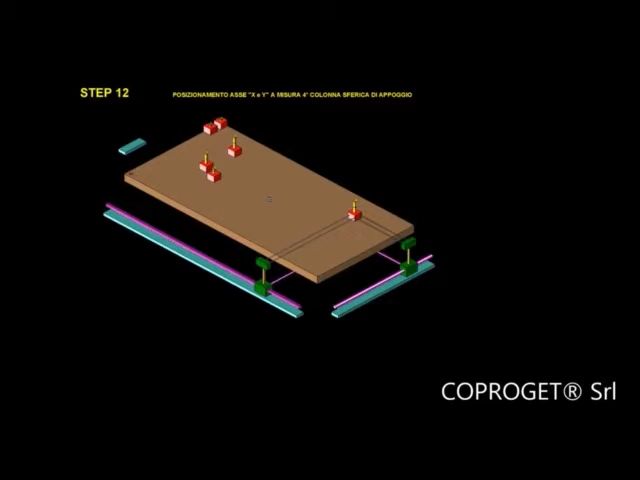 STEP 12
POSIZIONAMENTO ASSE "X e Y" A MISURA 4° COLONNA SFERICA DI APPOGGIO
COPROGET® Srl